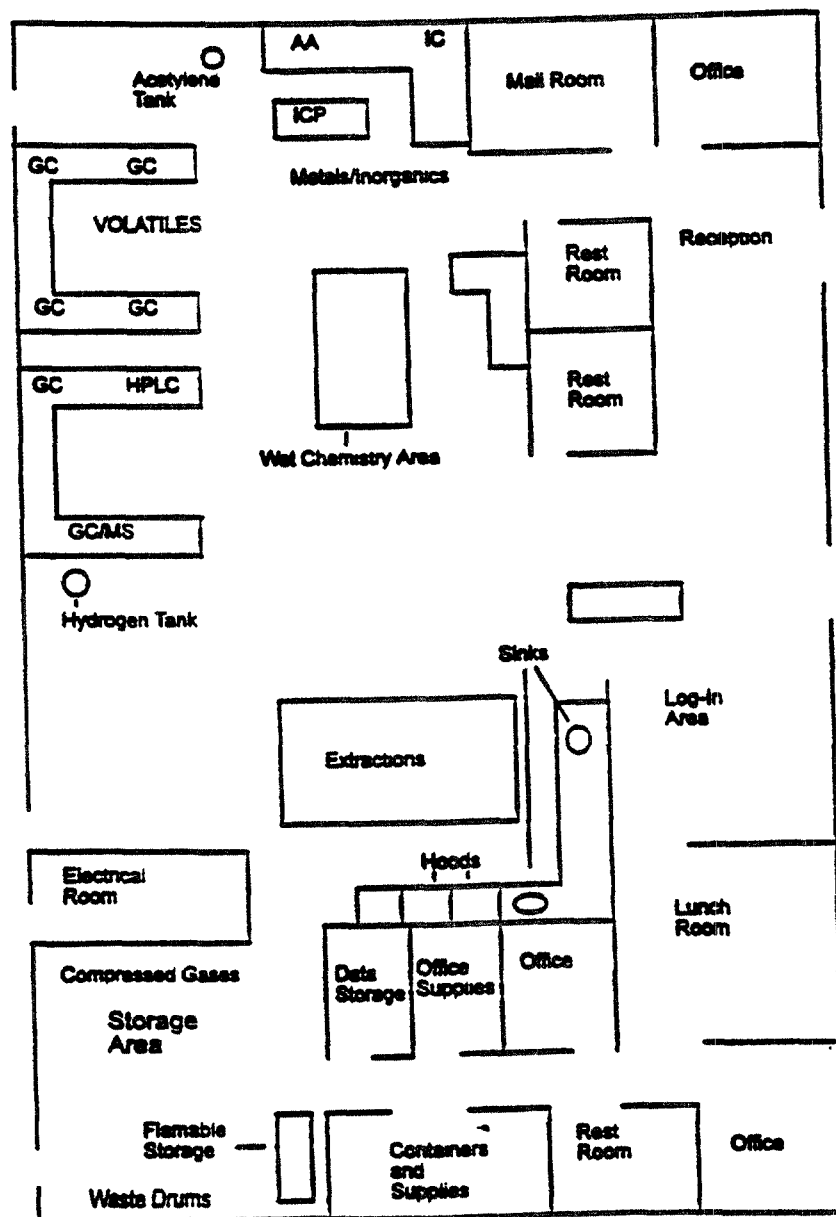 AA
IC
Acetylene
Tank
Mail Room
Office
ICP
Metals/Inorganics
GC
GC
VOLATILES
Rest
Room
Reception
GC
GC
GC
HPLC
Rest
Room
Wet Chemistry Area
GC/MS
Hydrogen Tank
Sinks
Log-In
Area
Extractions
Hoods
Electrical
Room
Lunch
Room
Compressed Gases
Data
Storage
Office
Supplies
Office
Storage
Area
Flamable
Storage
Containers
and
Supplies
Rest
Room
Office
Waste Drums